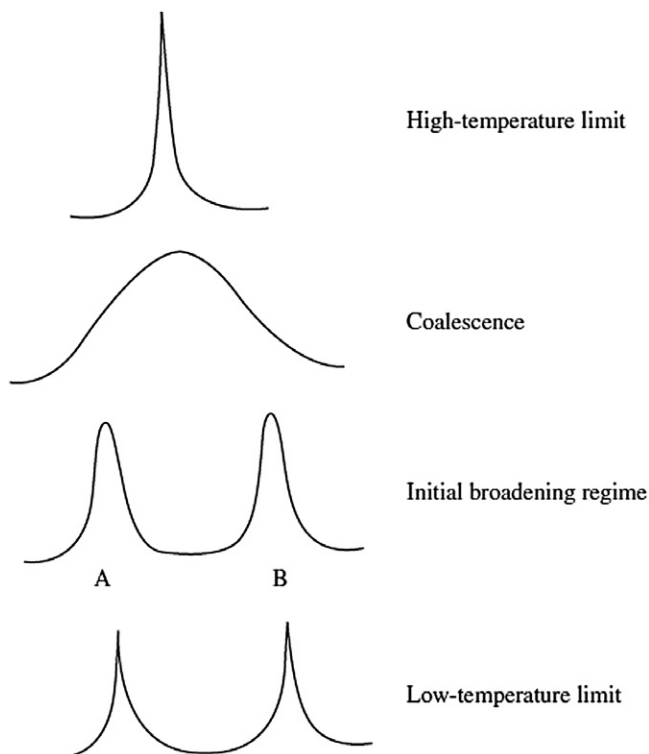 High-temperature limit
Coalescence
Initial broadening regime
A B
Low-temperature limit